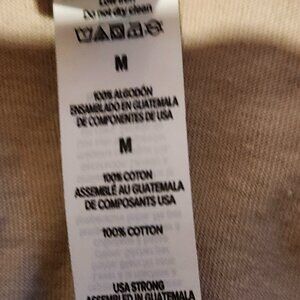 Do not dry clean
M
100% ALGODÓN
ENSAMBLADO EN GUATEMALA
DE COMPONENTES DE USA
M
100% COTON
ASSEMBLÉ AU GUATEMALA
DE COMPOSANTS USA
100% COTTON
USA STRONG
ASSEMBLED IN GUATEMALA